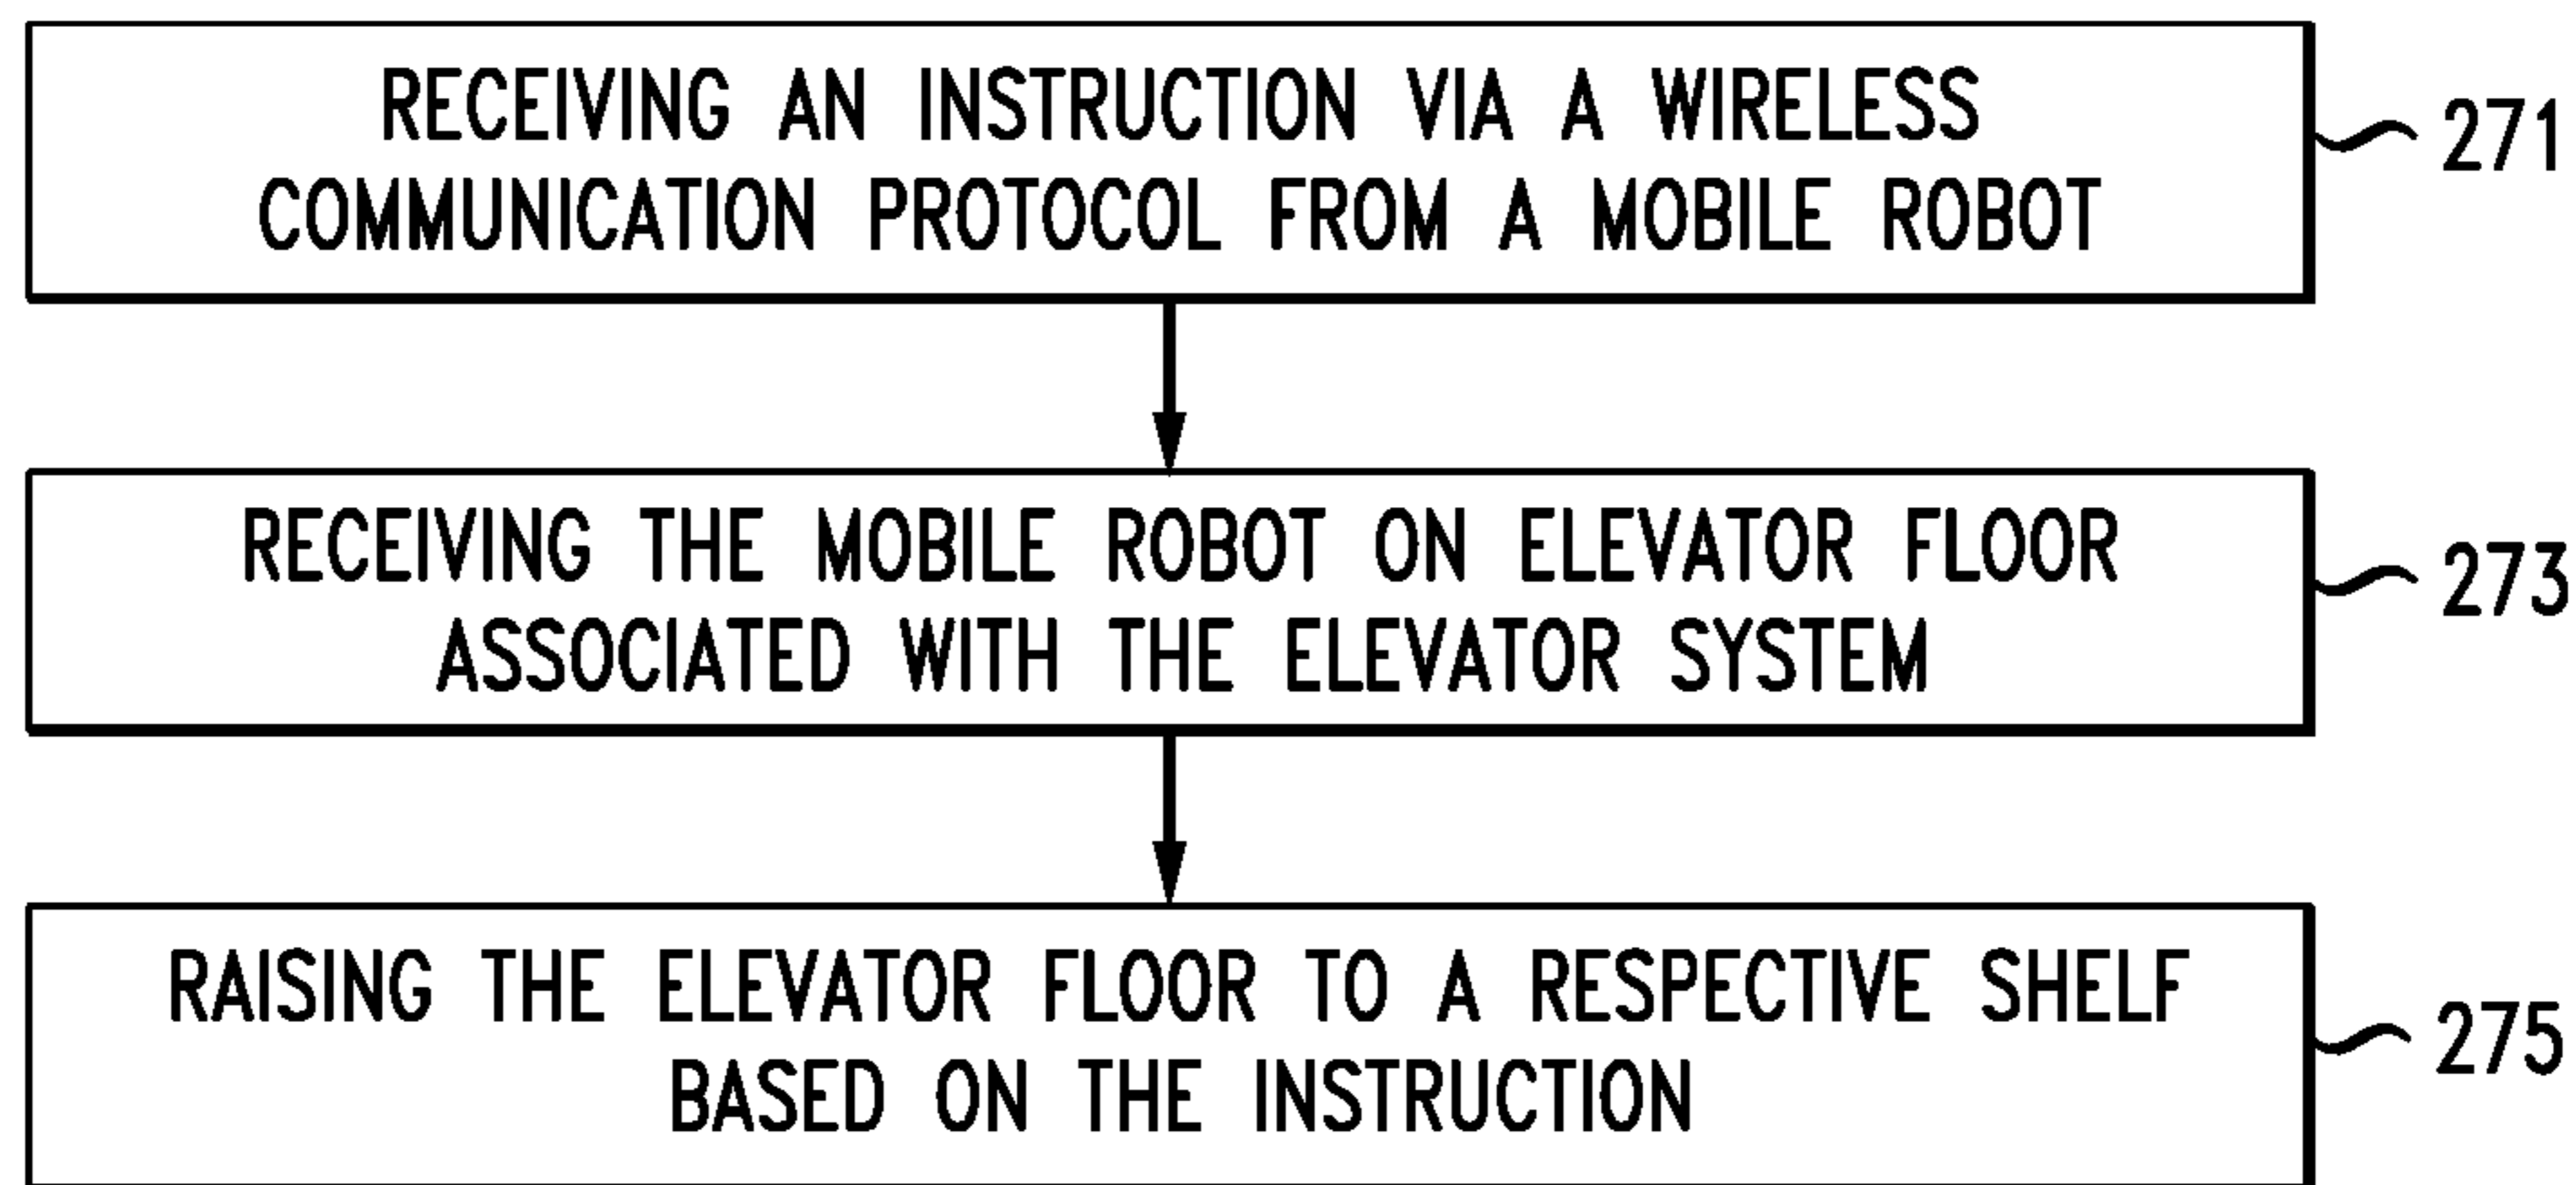 RECEIVING AN INSTRUCTION VIA A WIRELESS
COMMUNICATION PROTOCOL FROM A MOBILE ROBOT
271
RECEIVING THE MOBILE ROBOT ON ELEVATOR FLOOR
ASSOCIATED WITH THE ELEVATOR SYSTEM
273
RAISING THE ELEVATOR FLOOR TO A RESPECTIVE SHELF
BASED ON THE INSTRUCTION
275